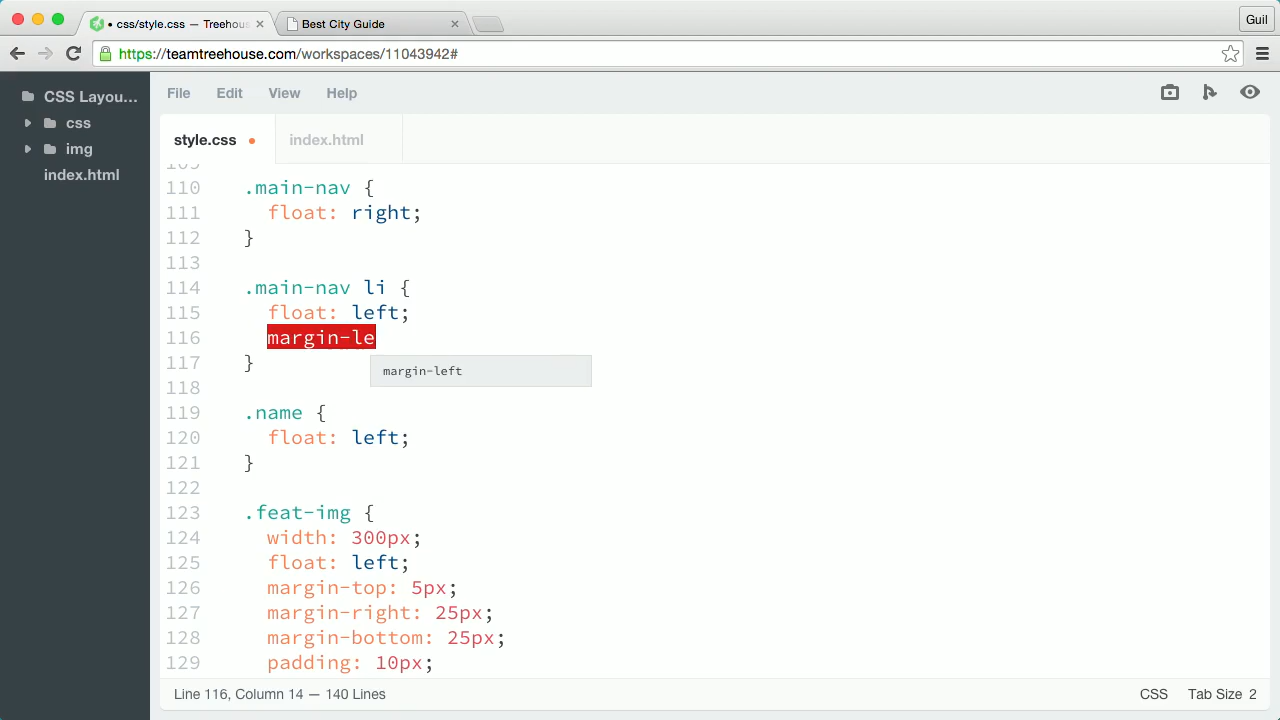 • css/style.css — Treehous
Best City Guide
Guil
https://teamtreehouse.com/workspaces/11043942#
CSS Layou...
css
img
index.html
File Edit View Help
style.css
index.html
109
110 .main-nav {
111 float: right;
112 }
113
114 .main-nav li {
115 float: left;
116 margin-le
117 }
margin-left
118
119 .name {
120 float: left;
121 }
122
123 .feat-img {
124 width: 300px;
125 float: left;
126 margin-top: 5px;
127 margin-right: 25px;
128 margin-bottom: 25px;
129 padding: 10px;
Line 116, Column 14 — 140 Lines
CSS Tab Size 2